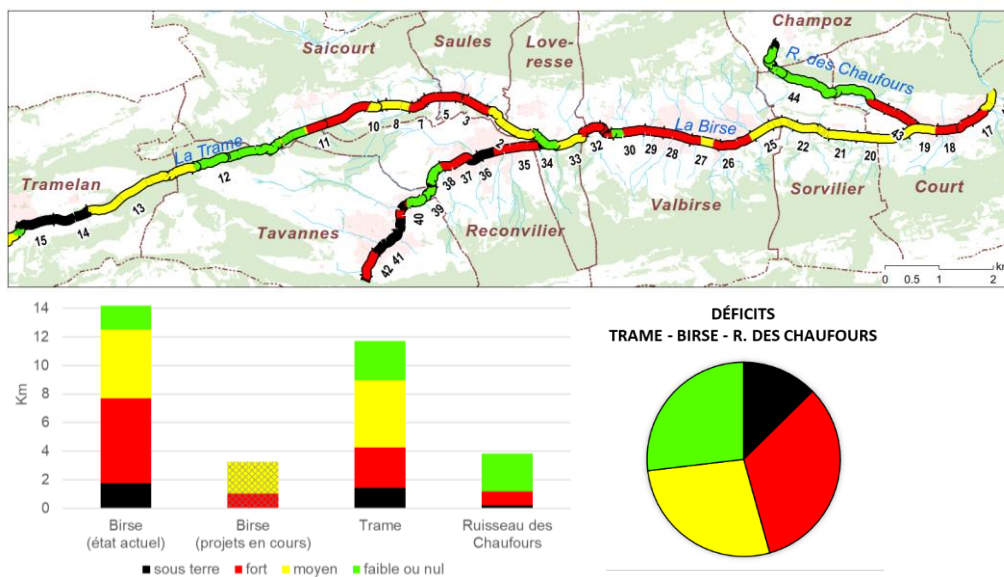 Champoz
Saicourt
Saules
Love-
resse
R. des Chaufours
44
La Trame
10
8
7
5
3
11
La Birse
43
17
12
2
34
33
32
30
29
28
27
26
25
22
21
20
19
18
Tramelan
13
38
37
36
35
Sorvilier
Court
15
14
40
39
Tavannes
Reconvilier
Valbirse
42
41
0 0.5 1 2
14
12
10
8
6
4
2
0
Km
Birse
(état actuel)
Birse
(projets en cours)
Trame
Ruisseau des
Chaufours
sous terre fort moyen faible ou nul
DÉFICITS
TRAME - BIRSE - R. DES CHAUFOURS